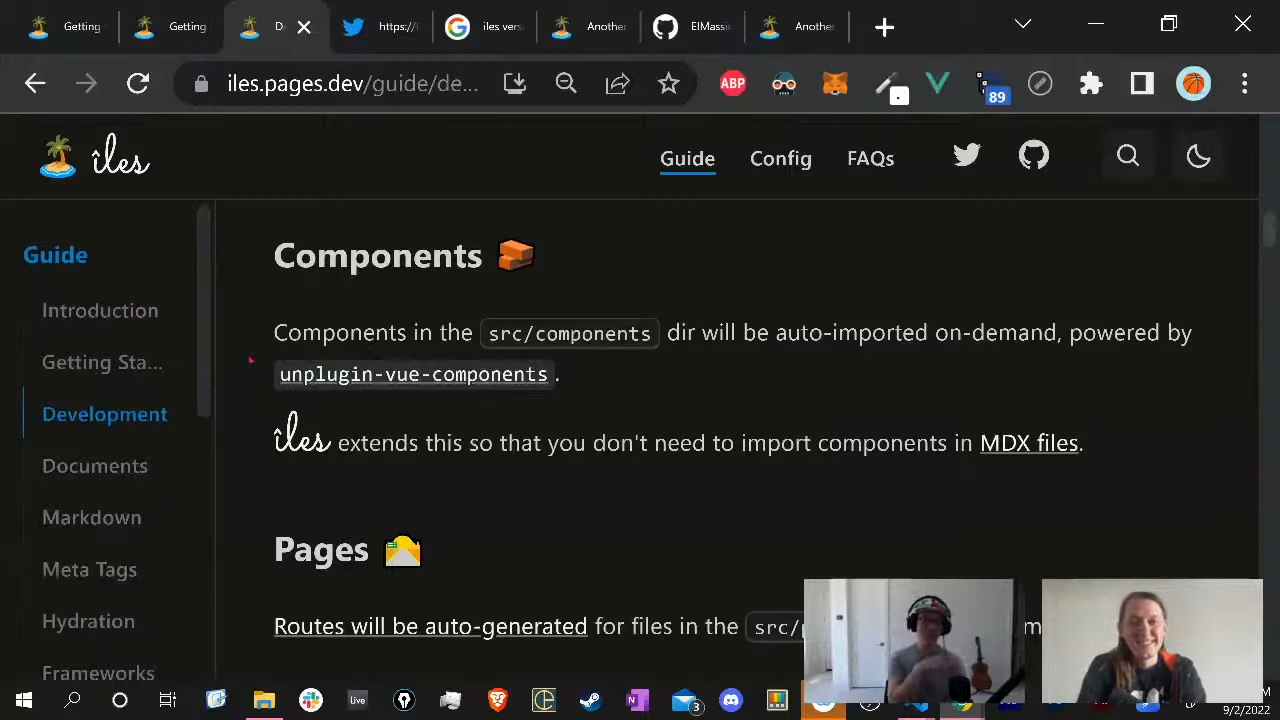 Getting
Getting
D
https://
iles vers
Another
ElMassi
Another
iles.pages.dev/guide/de...
ABP
89
îles
Guide
Config
FAQs
Guide
Introduction
Getting Sta...
Development
Documents
Markdown
Meta Tags
Hydration
Frameworks
Components
Components in the src/components dir will be auto-imported on-demand, powered by
unplugin-vue-components.
îles extends this so that you don't need to import components in MDX files.
Pages
Routes will be auto-generated for files in the src/
Live
3
9/2/2022